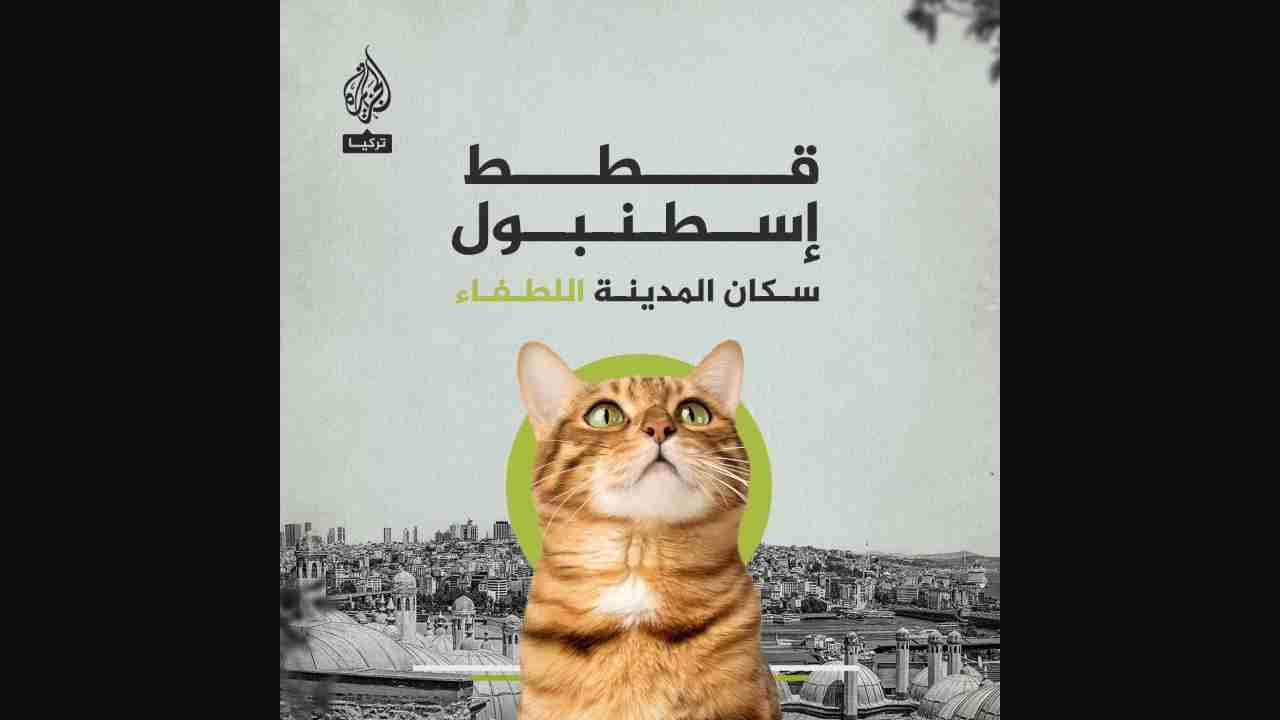 الجزيرة
تركيا
قطط
إسطنبول
سكان المدينة اللطفاء